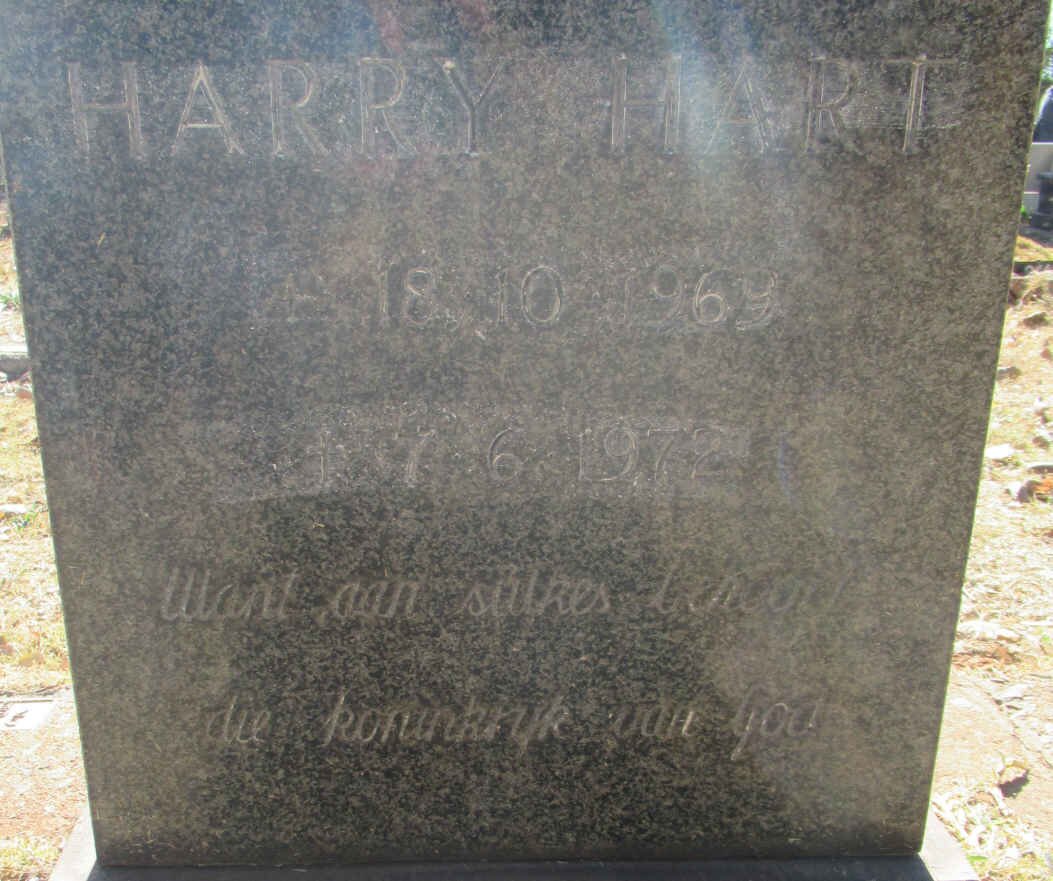 HARRY HART
18.10.1969
† 7.6.1972
Want aan sulkes behoort
die koninkryk van God